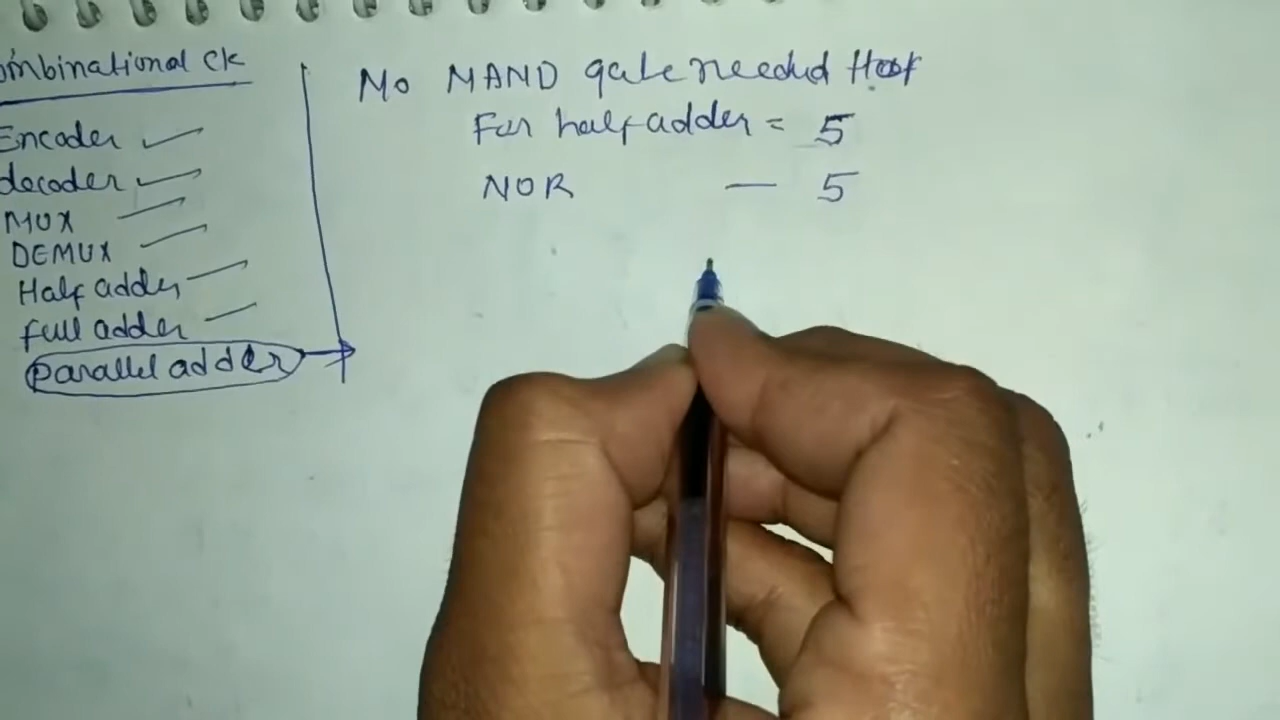 ombinational ck
Encoder
decoder
MUX
DEMUX
Half adder
full adder
parallel adder
No NAND gate needed
For half adder = 5
NOR — 5